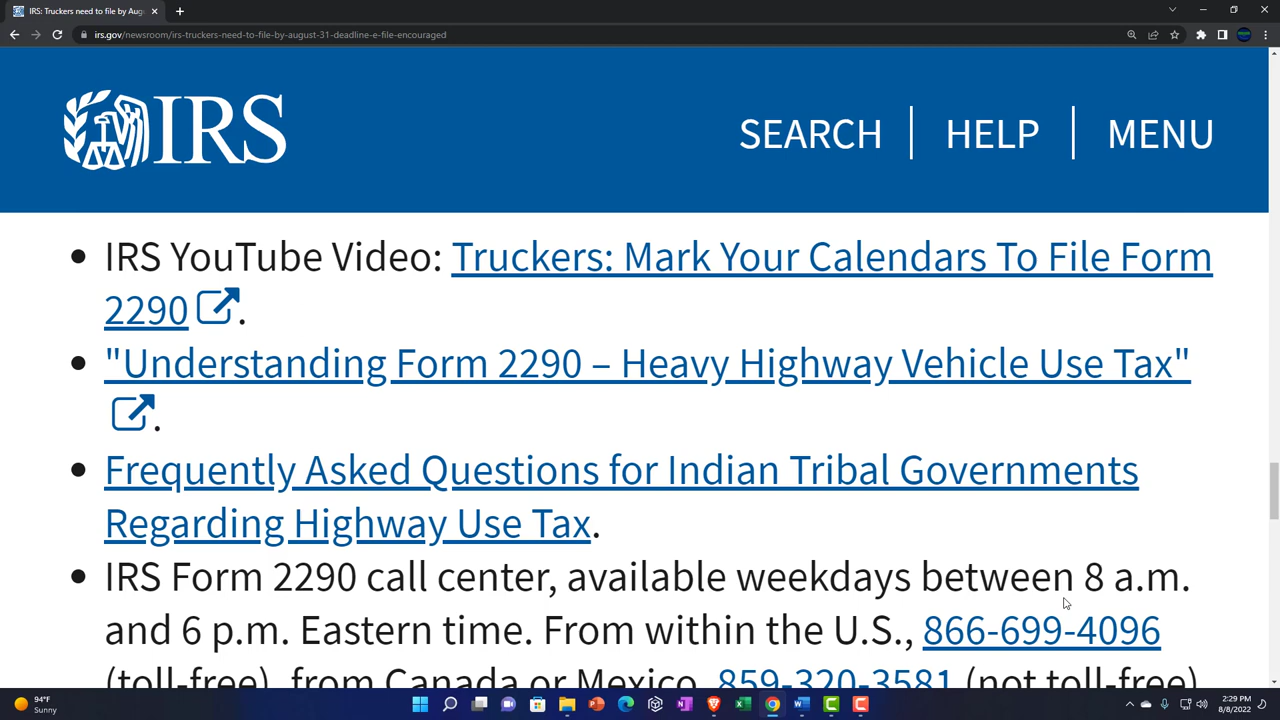 IRS: Truckers need to file by Aug
irs.gov/newsroom/irs-truckers-need-to-file-by-august-31-deadline-e-file-encouraged
IRS
SEARCH
HELP
MENU
• IRS YouTube Video: Truckers: Mark Your Calendars To File Form
2290.
• "Understanding Form 2290 – Heavy Highway Vehicle Use Tax"
.
• Frequently Asked Questions for Indian Tribal Governments
Regarding Highway Use Tax.
• IRS Form 2290 call center, available weekdays between 8 a.m.
and 6 p.m. Eastern time. From within the U.S., 866-699-4096
(toll-free), from Canada or Mexico, 859-320-3581 (not toll-free).
94°F
Sunny
2:29 PM
8/8/2022